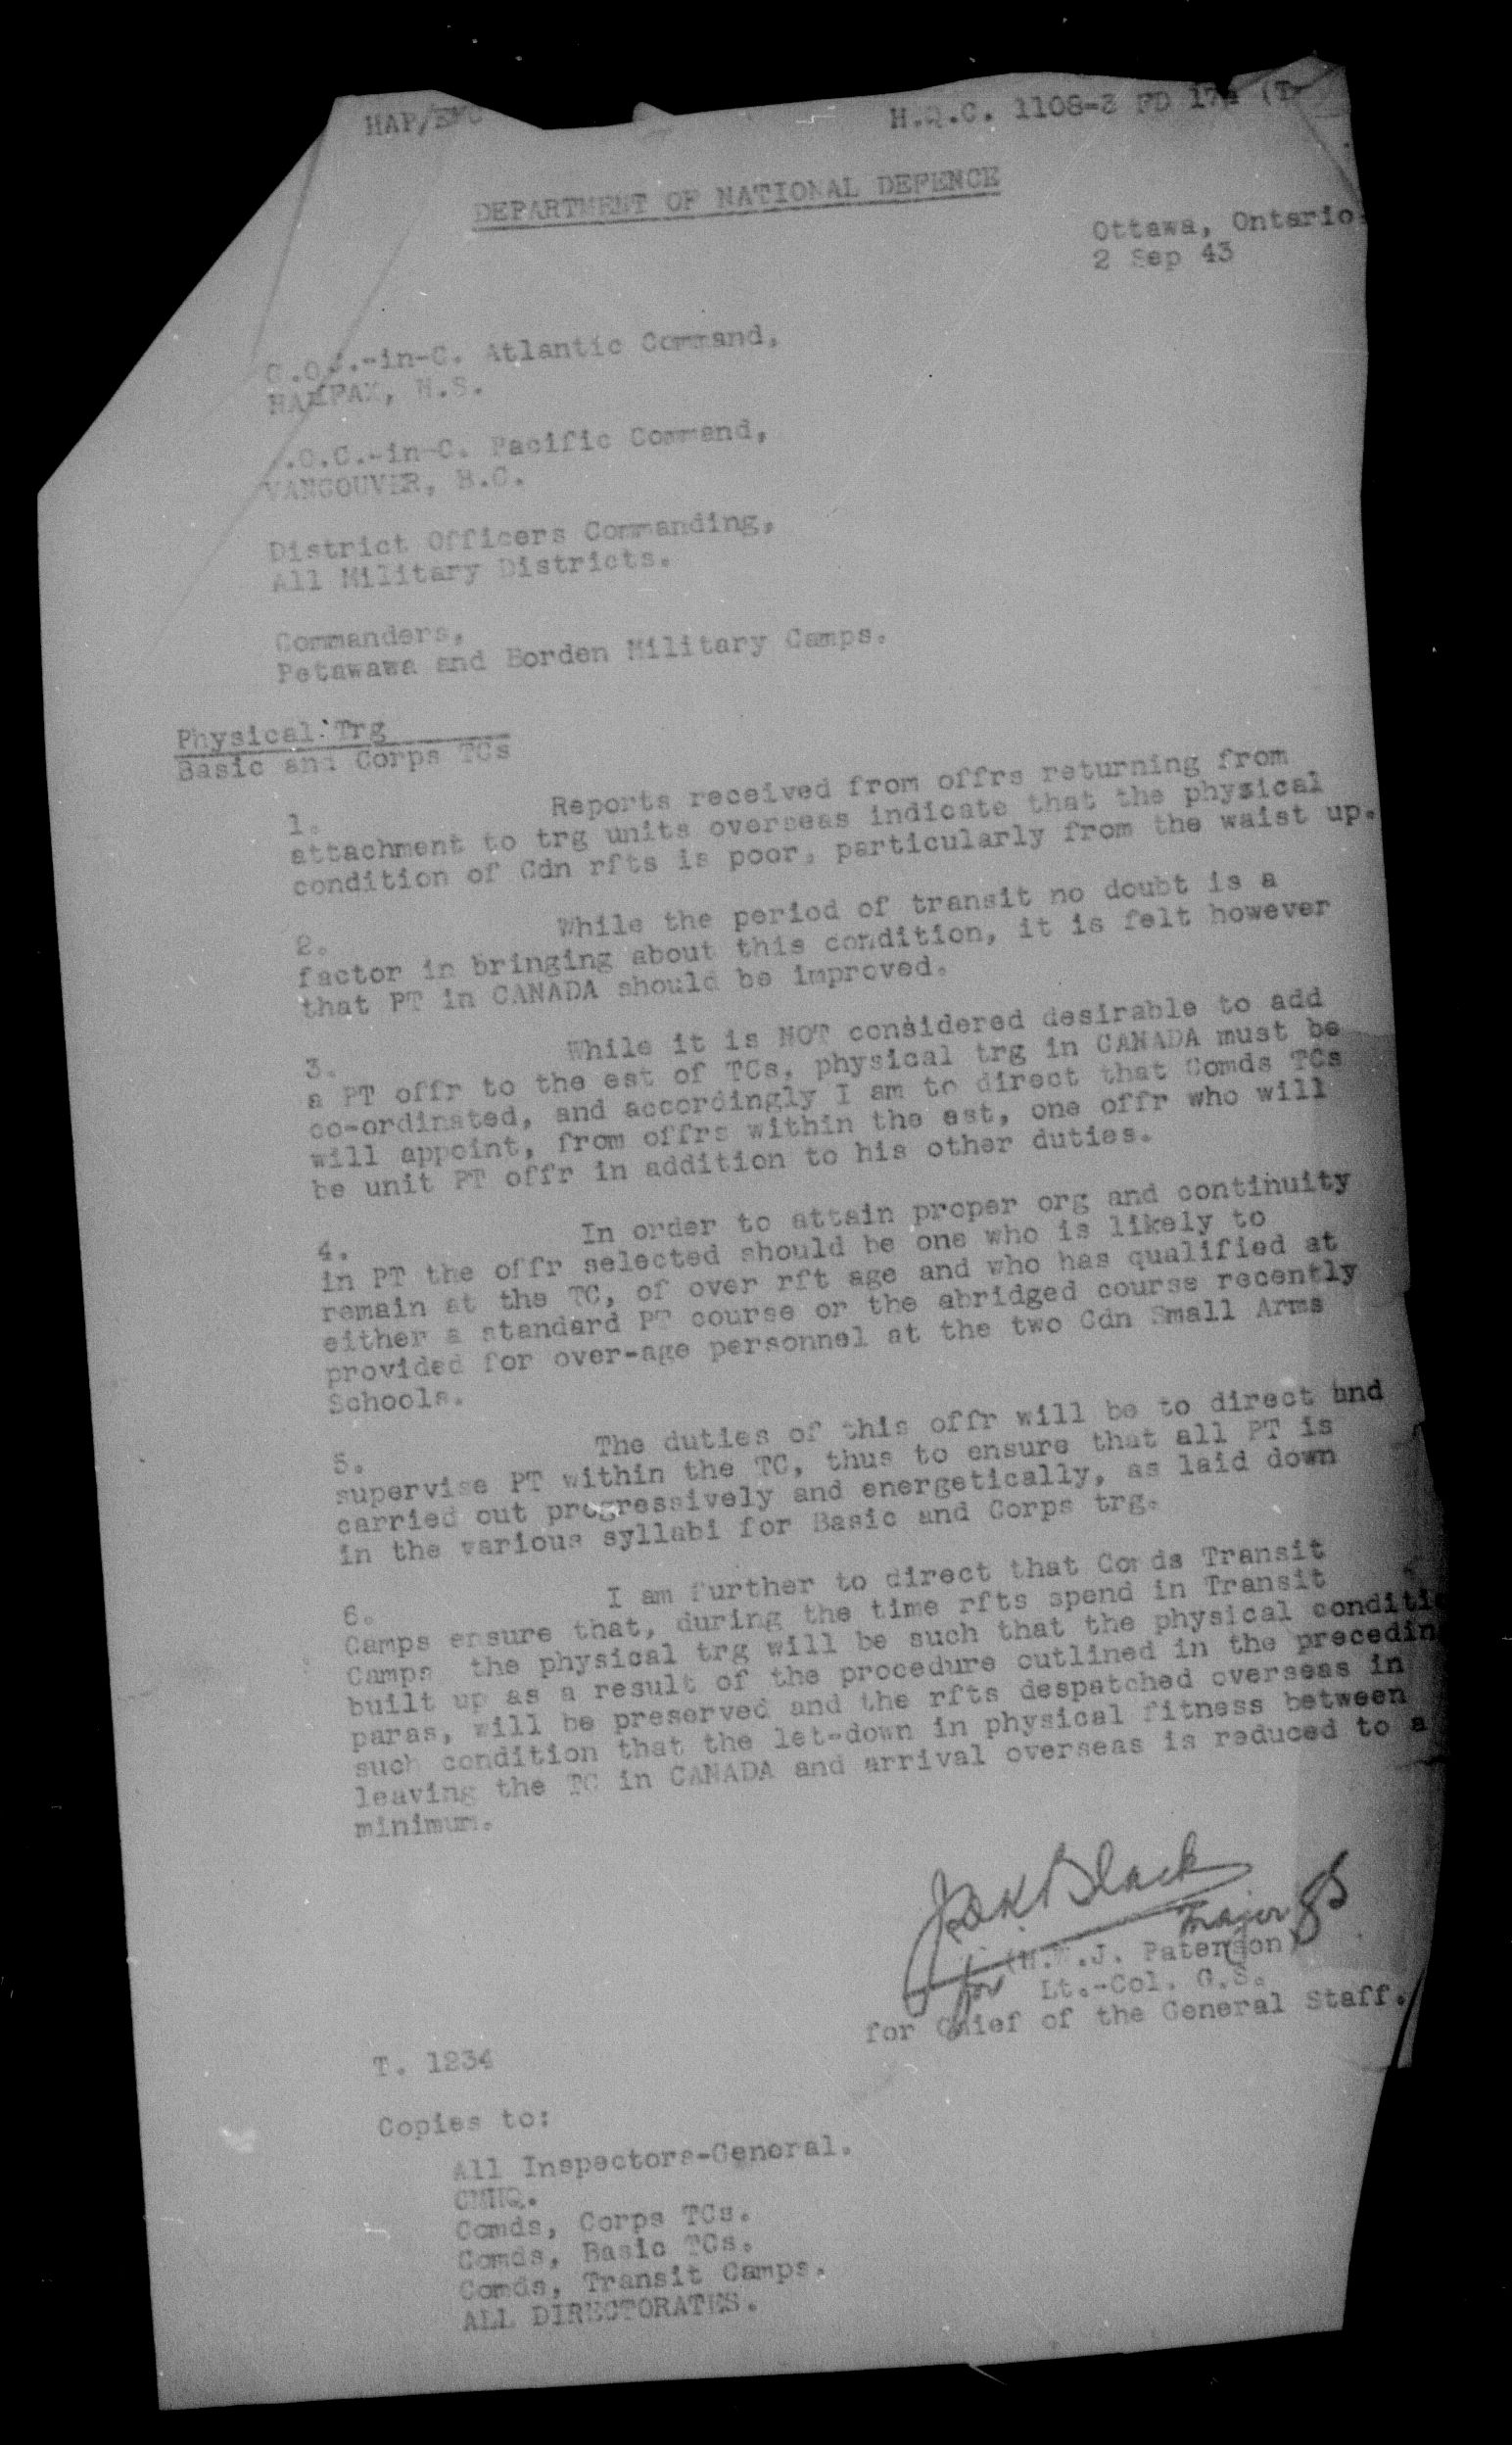 HAP/
H.Q.C. 1108-3 FD 17
DEPARTMENT OF NATIONAL DEFENCE
Ottawa, Ontario.
2 Sep 43
G.O.C.-in-C. Atlantic Command,
HALIFAX, N.S.
.O.C.-in-C. Pacific Command,
VANCOUVER, B.C.
District Officers Commanding,
All Military Districts.
Commanders,
Petawawa and Borden Military Camps.
Physical Trg
Basic and Corps TCs
1. Reports received from offrs returning from
attachment to trg units overseas indicate that the physical
condition of Cdn rfts is poor, particularly from the waist up.
2. While the period of transit no doubt is a
factor in bringing about this condition, it is felt however
that PT in CANADA should be improved.
3. While it is NOT considered desirable to add
a PT offr to the est of TCs, physical trg in CANADA must be
co-ordinated, and accordingly I am to direct that Comds TCs
will appoint, from offrs within the est, one offr who will
be unit PT offr in addition to his other duties.
4. In order to attain proper org and continuity
in PT the offr selected should be one who is likely to
remain at the TC, of over rft age and who has qualified at
either a standard PT course or the abridged course recently
provided for over-age personnel at the two Cdn Small Arms
Schools.
5. The duties of this offr will be to direct and
supervise PT within the TC, thus to ensure that all PT is
carried out progressively and energetically, as laid down
in the various syllabi for Basic and Corps trg.
6. I am further to direct that Comds Transit
Camps ensure that, during the time rfts spend in Transit
Camps the physical trg will be such that the physical conditi
built up as a result of the procedure outlined in the precedin
paras, will be preserved and the rfts despatched overseas in
such condition that the let-down in physical fitness between
leaving the TC in CANADA and arrival overseas is reduced to a
minimum.
Black
Major GS
(H.W.J. Paterson)
for Lt.-Col. G.S.
for Chief of the General Staff.
T. 1234
Copies to:
All Inspectors-General.
CMHQ.
Comds, Corps TCs.
Comds, Basic TCs.
Comds, Transit Camps.
ALL DIRECTORATES.